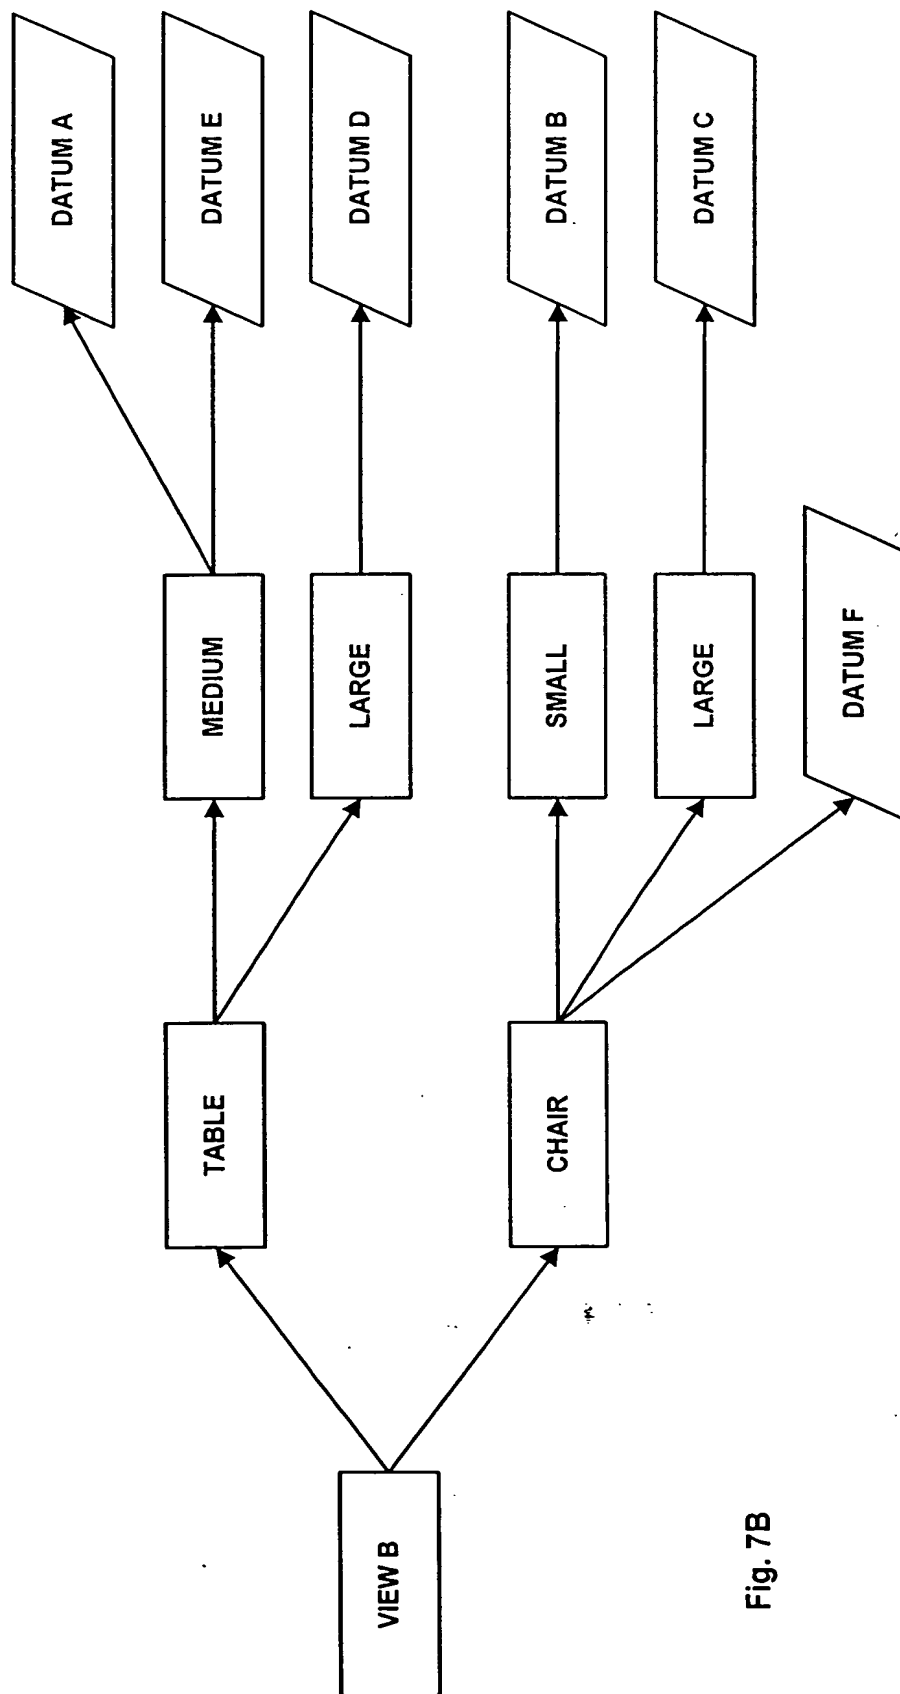 VIEW B
TABLE
CHAIR
MEDIUM
LARGE
SMALL
LARGE
DATUM F
DATUM A
DATUM E
DATUM D
DATUM B
DATUM C
Fig. 7B